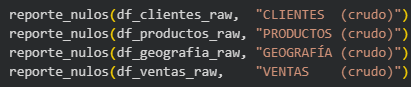 reporte_nulos(df_clientes_raw,  "CLIENTES  (crudo)")
reporte_nulos(df_productos_raw, "PRODUCTOS (crudo)")
reporte_nulos(df_geografia_raw, "GEOGRAFÍA (crudo)")
reporte_nulos(df_ventas_raw,    "VENTAS    (crudo)")